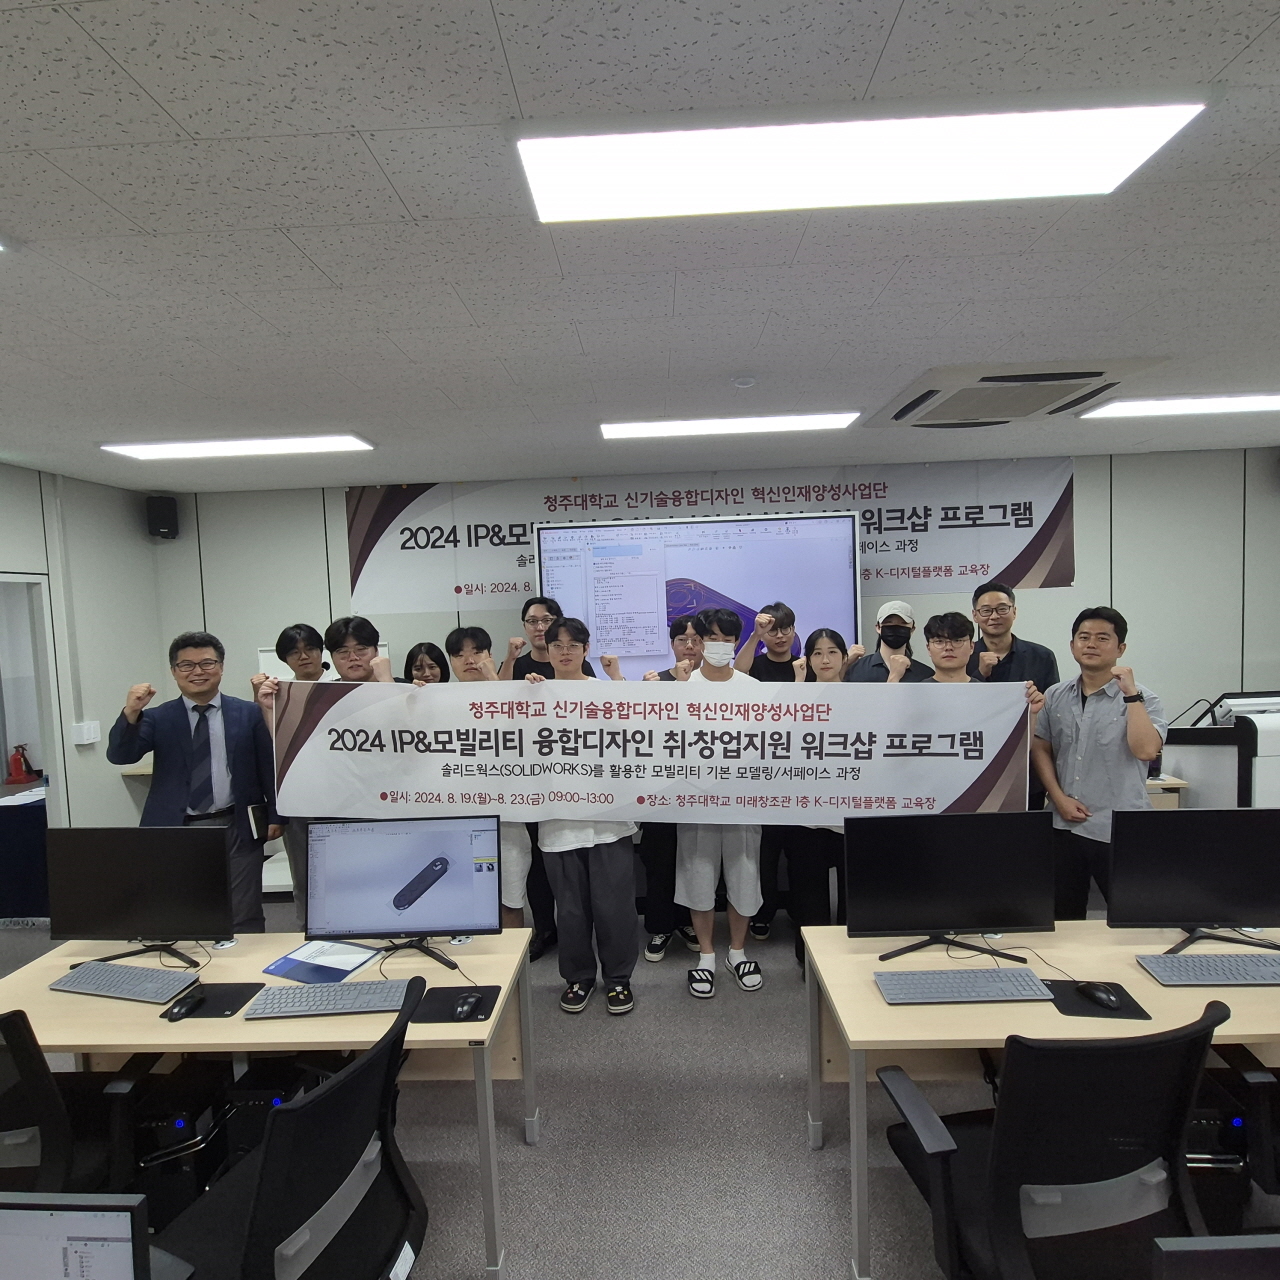 청주대학교 신기술융합디자인 혁신인재양성사업단
2024 IP&모빌 워크샵 프로그램
솔리 페이스 과정
●일시: 2024. 8. 층 K-디지털플랫폼 교육장
청주대학교 신기술융합디자인 혁신인재양성사업단
2024 IP&모빌리티 융합디자인 취·창업지원 워크샵 프로그램
솔리드웍스(SOLIDWORKS)를 활용한 모빌리티 기본 모델링/서페이스 과정
●일시: 2024. 8. 19.(월)~8. 23.(금) 09:00~13:00 ●장소: 청주대학교 미래창조관 1층 K-디지털플랫폼 교육장